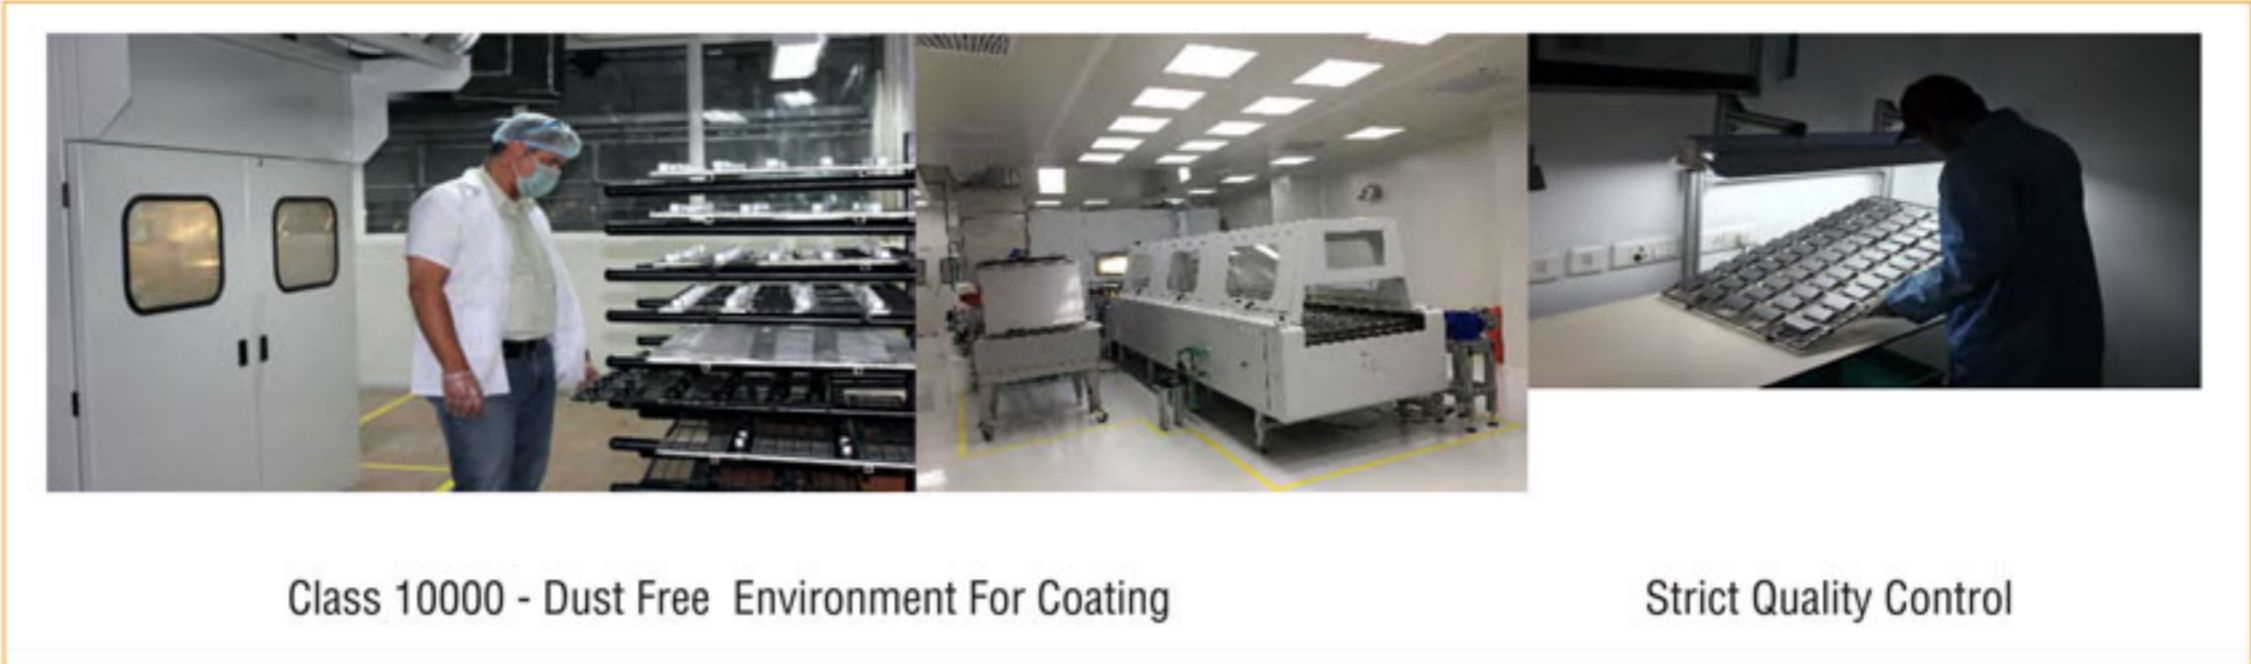 Class 10000 - Dust Free Environment For Coating
Strict Quality Control